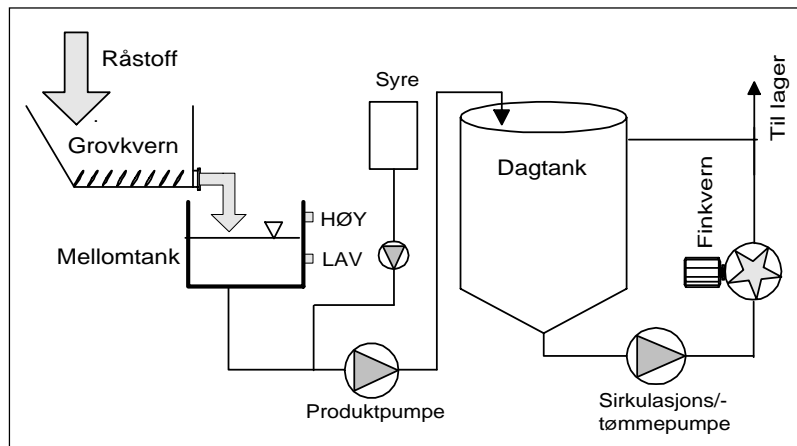 Råstoff
Grovkvern
Mellomtank
HØY
LAV
Syre
Produktpumpe
Dagtank
Til lager
Finkvern
Sirkulasjons/-
tømmepumpe